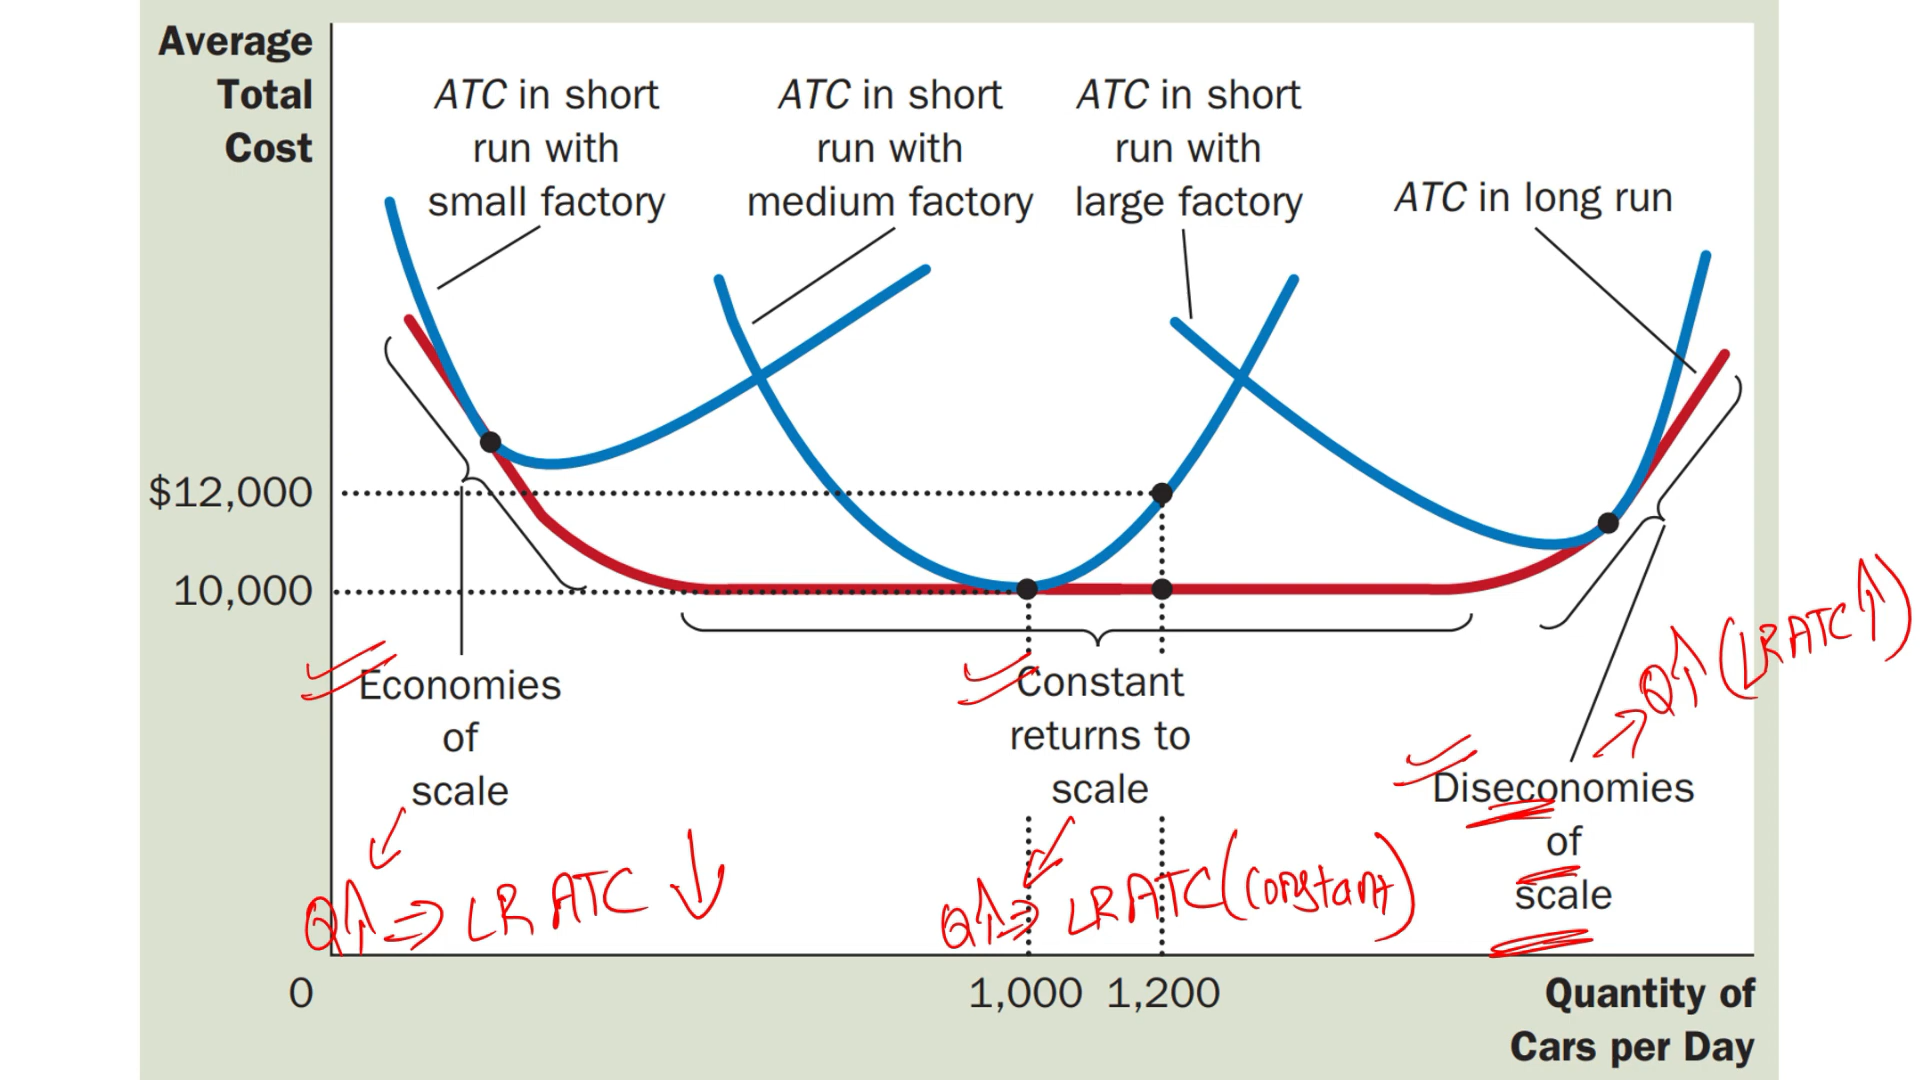 Average
Total
Cost
ATC in short
run with
small factory
ATC in short
run with
medium factory
ATC in short
run with
large factory
ATC in long run
$12,000
10,000
Economies
of
scale
Constant
returns to
scale
Diseconomies
of
scale
Q↑ (LRATC↑)
Q↑ ⇒ LRATC ↓
Q↑⇒ LRATC (constant)
0
1,000
1,200
Quantity of
Cars per Day